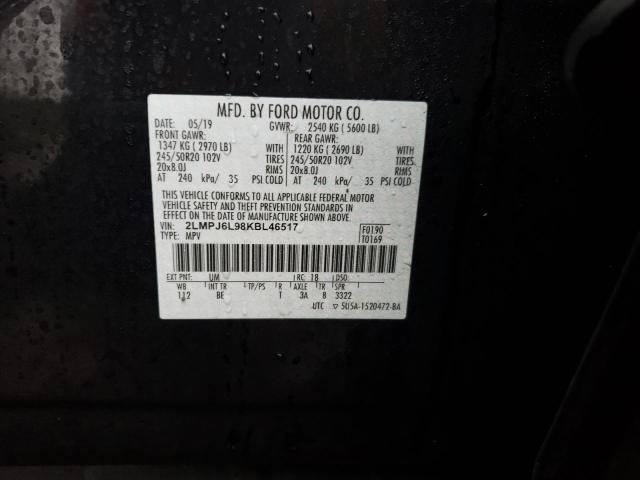 MFD. BY FORD MOTOR CO.
DATE: 05/19 GVWR: 2540 KG ( 5600 LB)
FRONT GAWR: REAR GAWR:
1347 KG ( 2970 LB) WITH 1220 KG ( 2690 LB) WITH
245/50R20 102V TIRES 245/50R20 102V TIRES
20x8.0J RIMS 20x8.0J RIMS
AT 240 kPa/ 35 PSI COLD AT 240 kPa/ 35 PSI COLD
THIS VEHICLE CONFORMS TO ALL APPLICABLE FEDERAL MOTOR
VEHICLE SAFETY AND THEFT PREVENTION STANDARDS IN
EFFECT ON THE DATE OF MANUFACTURE SHOWN ABOVE.
VIN: 2LMPJ6L98KBL46517 F0190
TYPE: MPV T0169
EXT PNT: UM RC: 18 DSO:
WB INT TR TP/PS R AXLE TR SPR
112 BE T 3A 8 3322
UTC ▽ 5U5A-1520472-BA